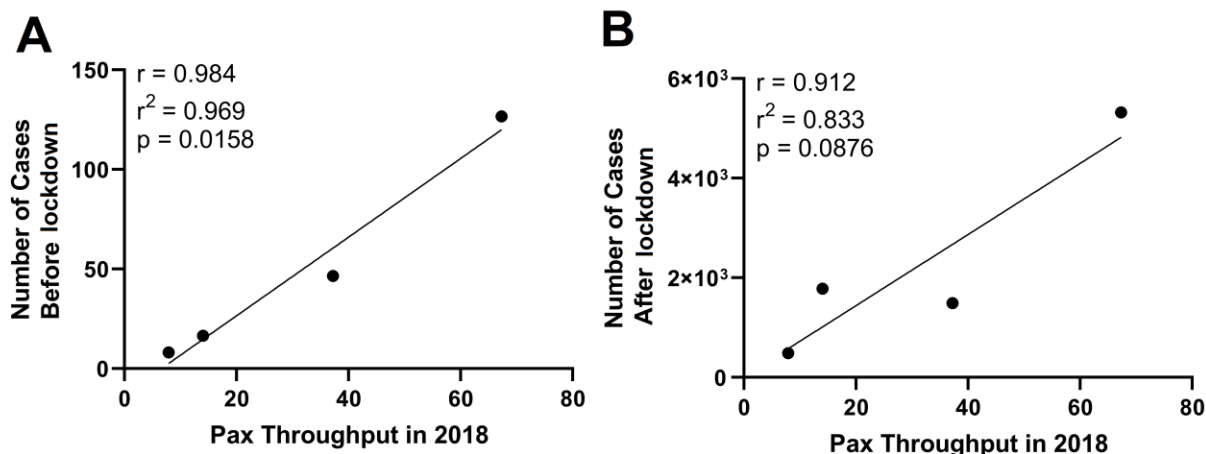 A
r = 0.984
r² = 0.969
p = 0.0158
Number of Cases
Before lockdown
150
100
50
0
0 20 40 60 80
Pax Throughput in 2018
B
r = 0.912
r² = 0.833
p = 0.0876
Number of Cases
After lockdown
6×10³
4×10³
2×10³
0
0 20 40 60 80
Pax Throughput in 2018